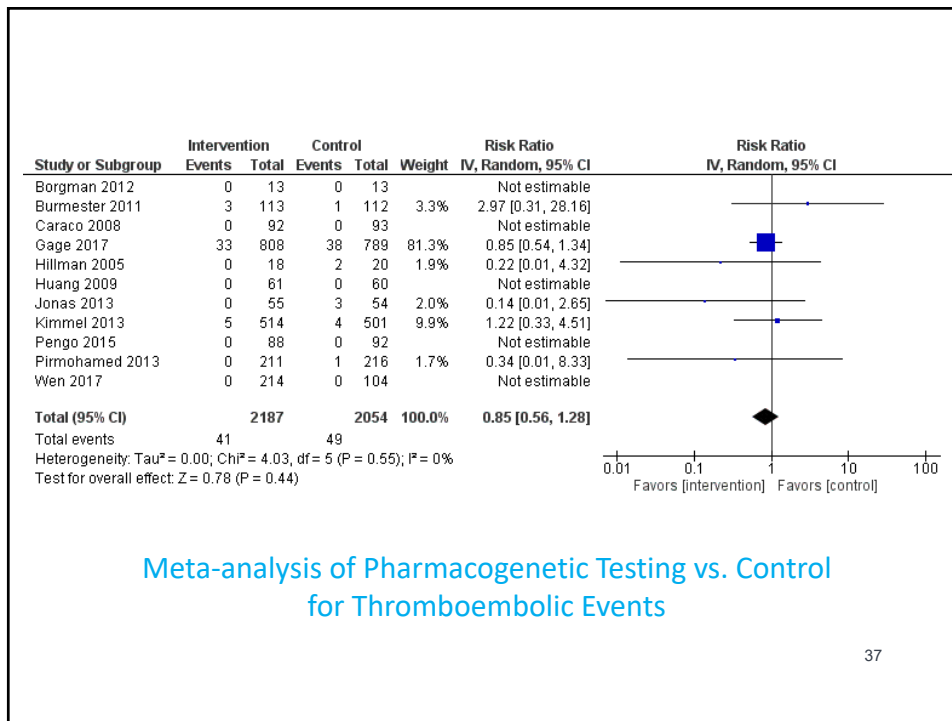 Intervention Control Risk Ratio Risk Ratio
Study or Subgroup Events Total Events Total Weight IV, Random, 95% CI IV, Random, 95% CI
Borgman 2012 0 13 0 13 Not estimable
Burmester 2011 3 113 1 112 3.3% 2.97 [0.31, 28.16]
Caraco 2008 0 92 0 93 Not estimable
Gage 2017 33 808 38 789 81.3% 0.85 [0.54, 1.34]
Hillman 2005 0 18 2 20 1.9% 0.22 [0.01, 4.32]
Huang 2009 0 61 0 60 Not estimable
Jonas 2013 0 55 3 54 2.0% 0.14 [0.01, 2.65]
Kimmel 2013 5 514 4 501 9.9% 1.22 [0.33, 4.51]
Pengo 2015 0 88 0 92 Not estimable
Pirmohamed 2013 0 211 1 216 1.7% 0.34 [0.01, 8.33]
Wen 2017 0 214 0 104 Not estimable
Total (95% CI) 2187 2054 100.0% 0.85 [0.56, 1.28]
Total events 41 49
Heterogeneity: Tau² = 0.00; Chi² = 4.03, df = 5 (P = 0.55); I² = 0%
Test for overall effect: Z = 0.78 (P = 0.44)
0.01 0.1 1 10 100
Favors [intervention] Favors [control]
Meta-analysis of Pharmacogenetic Testing vs. Control
for Thromboembolic Events
37